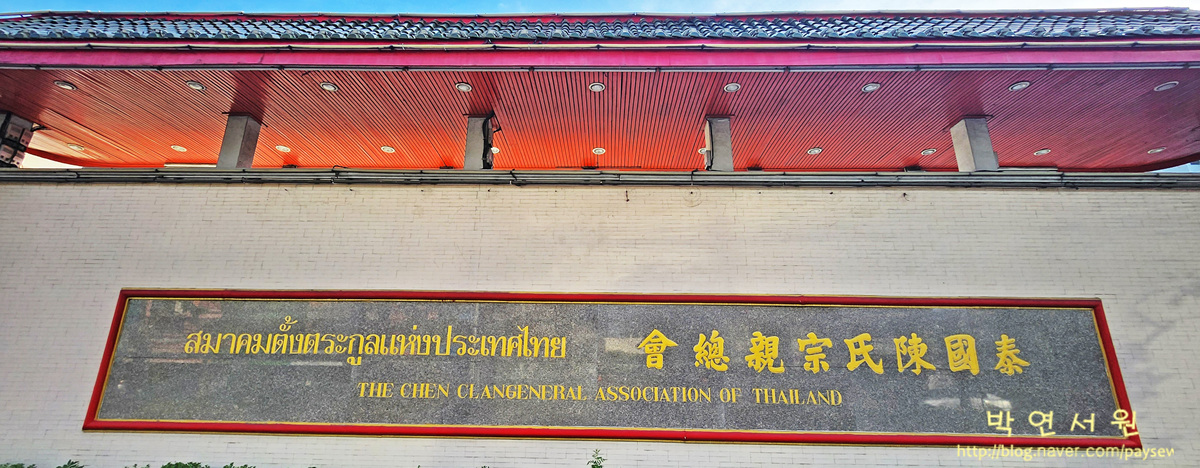 สมาคมตั้งตระกูลแห่งประเทศไทย
泰國陳氏宗親總會
THE CHEN CLANGENERAL ASSOCIATION OF THAILAND
박연서원
http://blog.naver.com/paysew